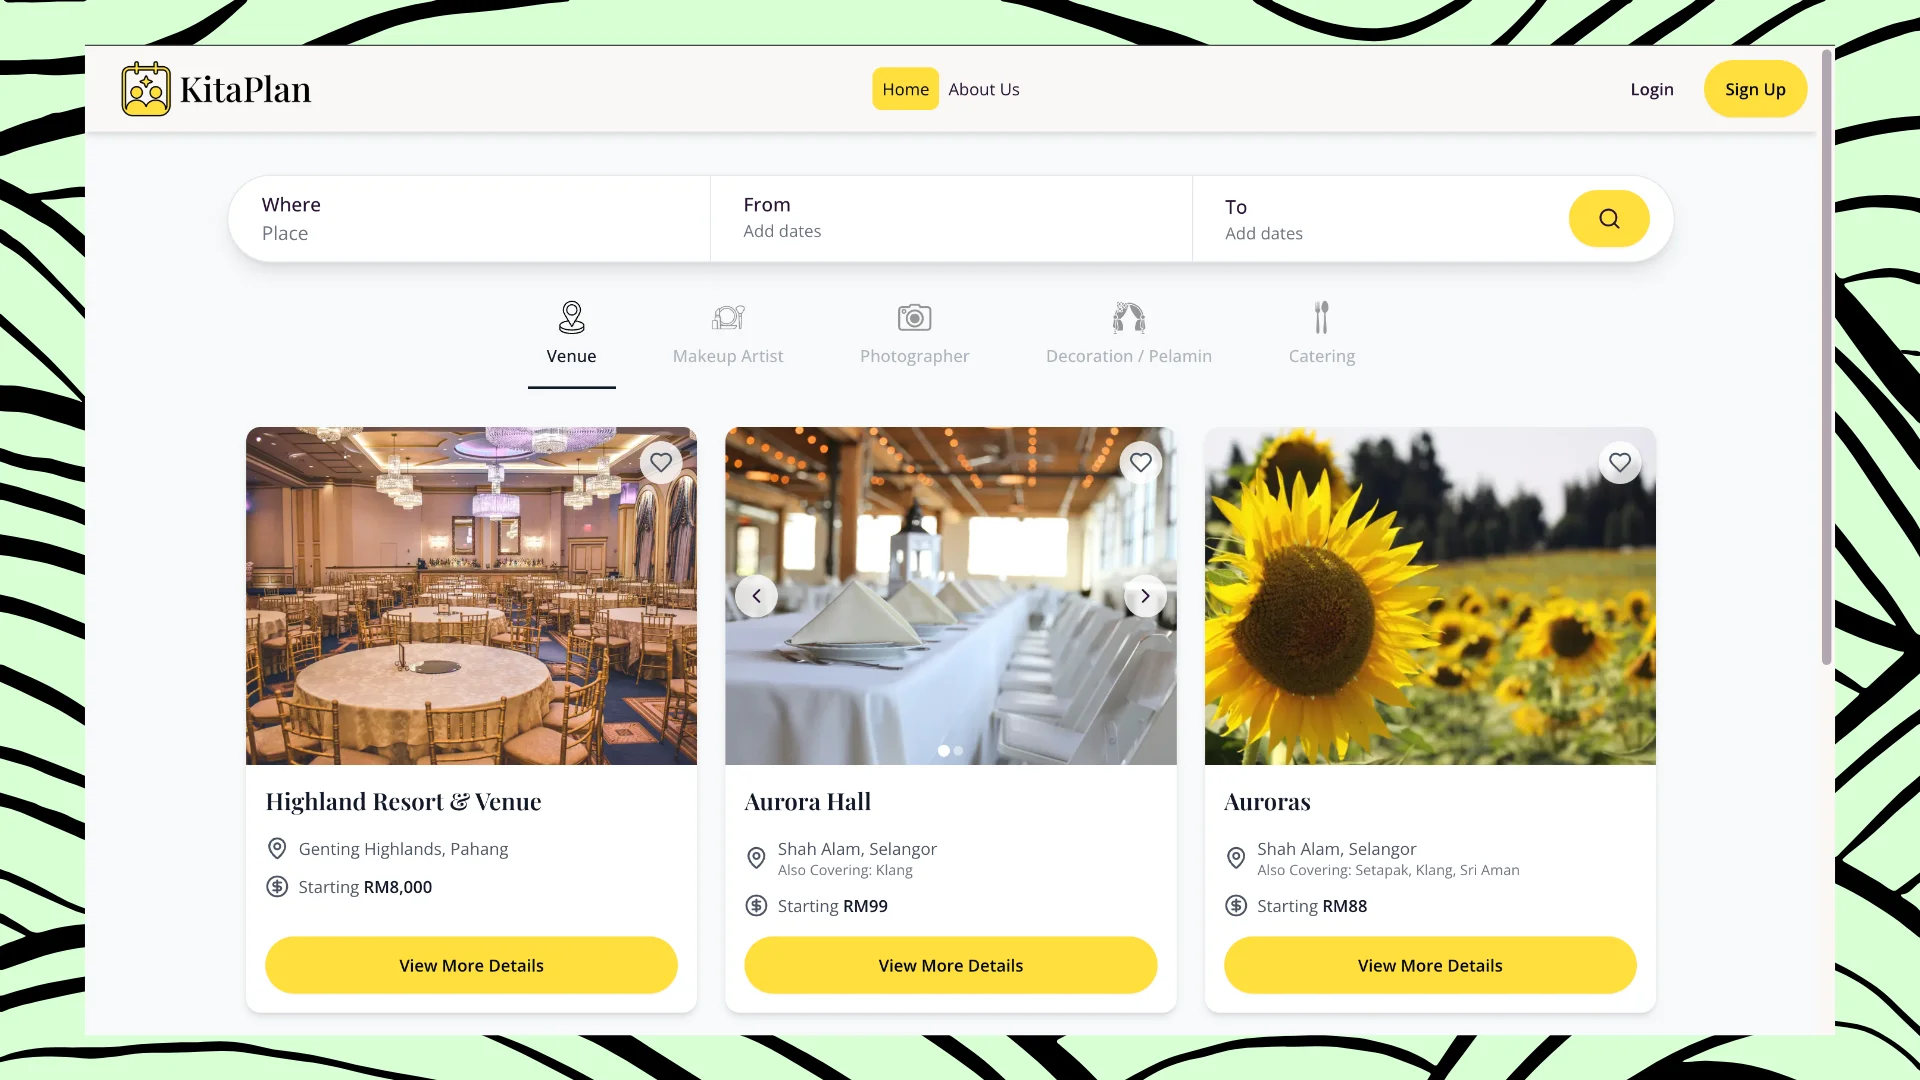 KitaPlan
Home
About Us
Login
Sign Up
Where
Place
From
Add dates
To
Add dates
Venue
Makeup Artist
Photographer
Decoration / Pelamin
Catering
Highland Resort & Venue
Genting Highlands, Pahang
Starting RM8,000
View More Details
Aurora Hall
Shah Alam, Selangor
Also Covering: Klang
Starting RM99
View More Details
Auroras
Shah Alam, Selangor
Also Covering: Setapak, Klang, Sri Aman
Starting RM88
View More Details